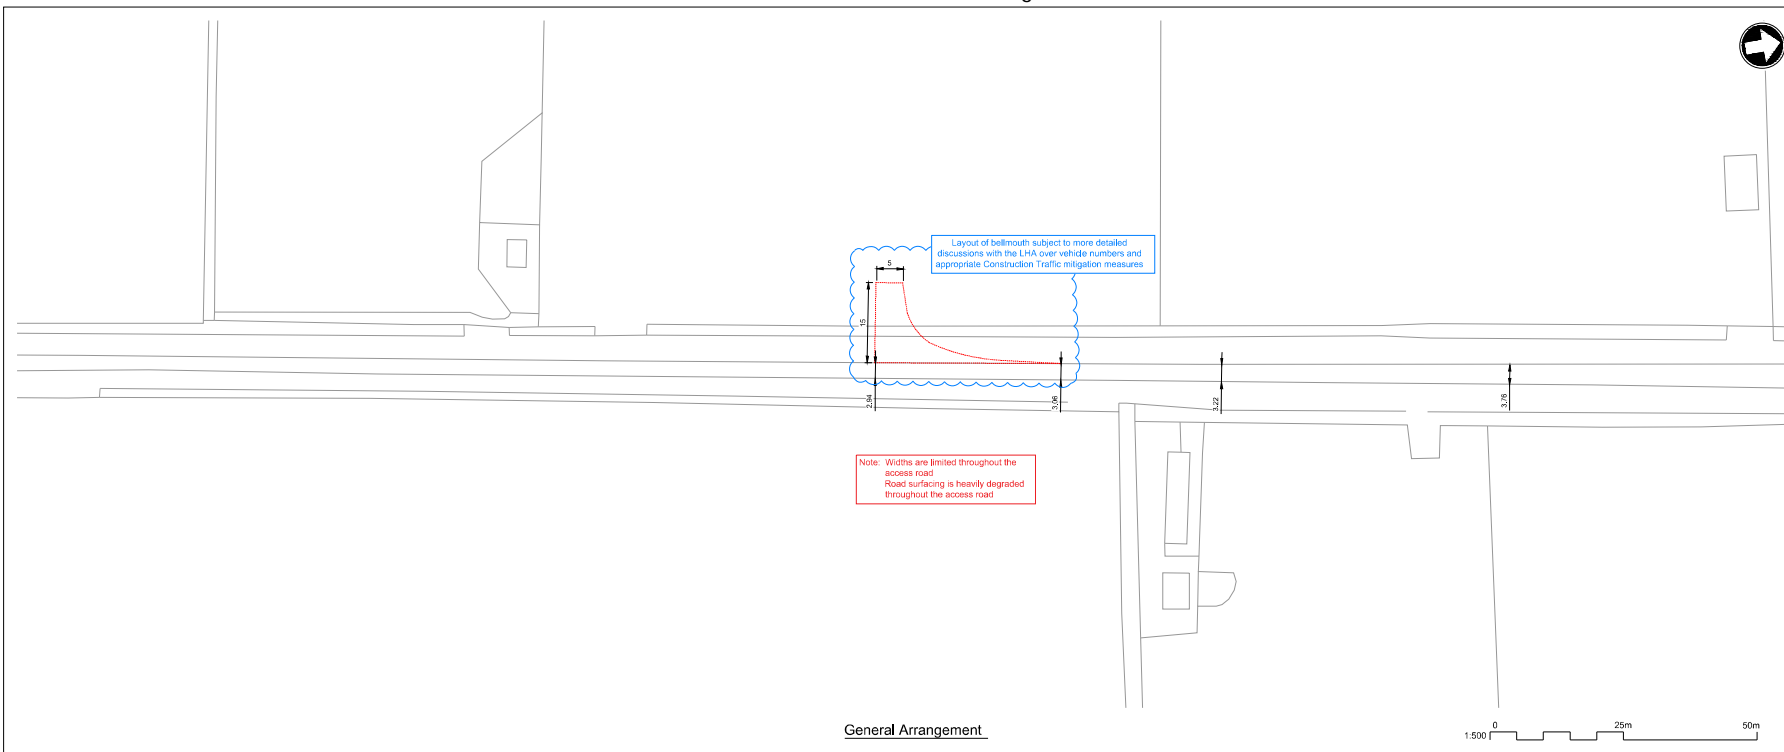 Layout of bellmouth subject to more detailed
discussions with the LHA over vehicle numbers and
appropriate Construction Traffic mitigation measures
5
15
2.94
3.06
3.22
3.76
Note: Widths are limited throughout the
access road
Road surfacing is heavily degraded
throughout the access road
General Arrangement
1:500
0 25m 50m